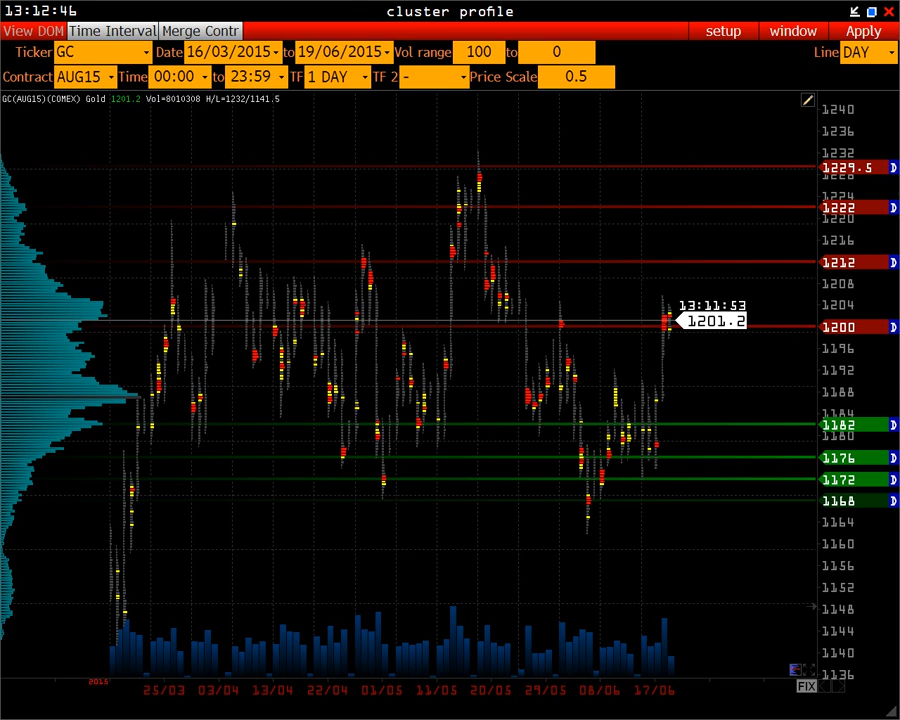 13:12:46 cluster profile
View DOM Time Interval Merge Contr setup window Apply
Ticker GC Date 16/03/2015 to 19/06/2015 Vol range 100 to 0 Line DAY
Contract AUG15 Time 00:00 to 23:59 TF 1 DAY TF 2 - Price Scale 0.5
GC(AUG15)(COMEX) Gold 1201.2 Vol=8010308 H/L=1232/1141.5
1240
1236
1232
1229.5 D
1228
1224
1222 D
1220
1216
1212 D
1208
13:11:53 1204
1201.2
1200 D
1196
1192
1188
1184
1182 D
1180
1176 D
1172 D
1168 D
1164
1160
1156
1152
1148
1144
1140
1136
2015 25/03 03/04 13/04 22/04 01/05 11/05 20/05 29/05 08/06 17/06 FIX